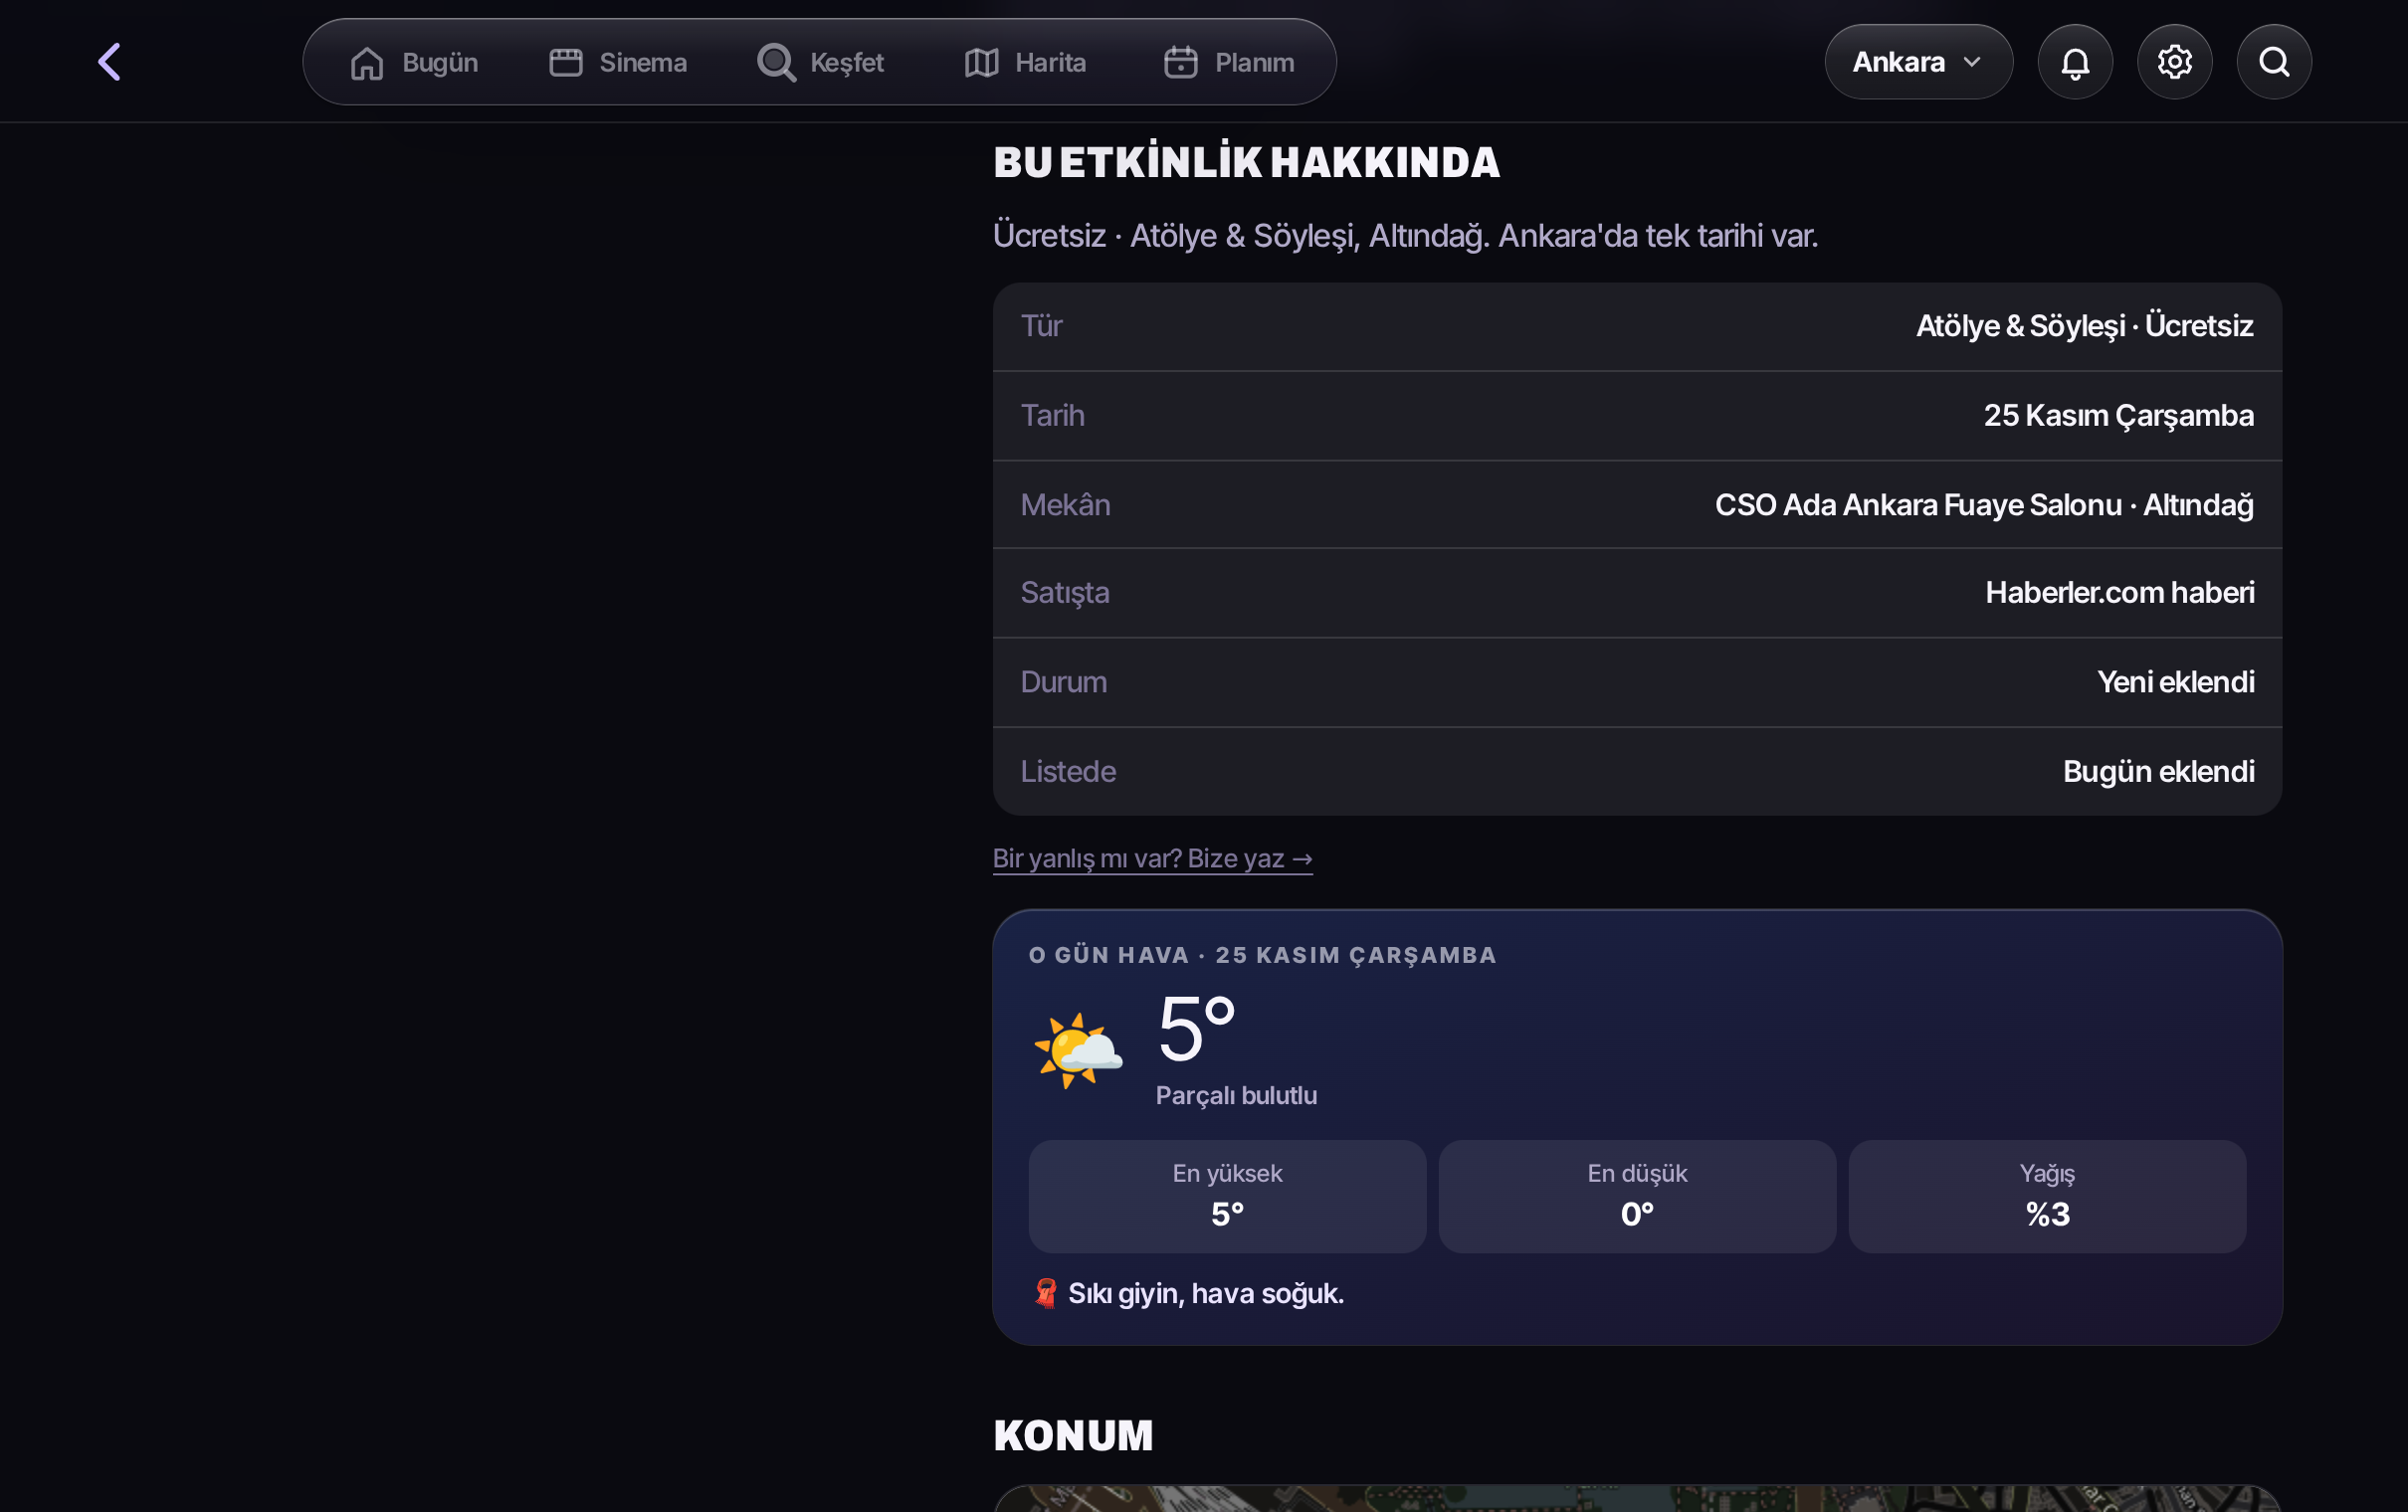 Bugün Sinema Keşfet Harita Planım Ankara
BU ETKİNLİK HAKKINDA
Ücretsiz · Atölye & Söyleşi, Altındağ. Ankara'da tek tarihi var.
Tür Atölye & Söyleşi · Ücretsiz
Tarih 25 Kasım Çarşamba
Mekân CSO Ada Ankara Fuaye Salonu · Altındağ
Satışta Haberler.com haberi
Durum Yeni eklendi
Listede Bugün eklendi
Bir yanlış mı var? Bize yaz →
O GÜN HAVA · 25 KASIM ÇARŞAMBA
5°
Parçalı bulutlu
En yüksek En düşük Yağış
5° 0° %3
Sıkı giyin, hava soğuk.
KONUM